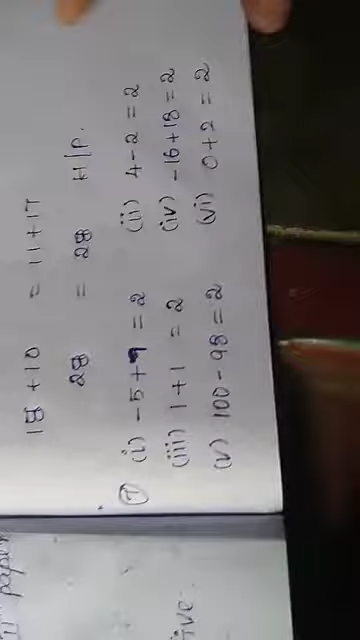 18 + 10 = 11 + 17
28 = 28 H|P.
(7) (i) -5+7 = 2 (ii) 4-2 = 2
(iii) 1+1 = 2 (iv) -16+18 = 2
(v) 100-98 = 2 (vi) 0+2 = 2
paper